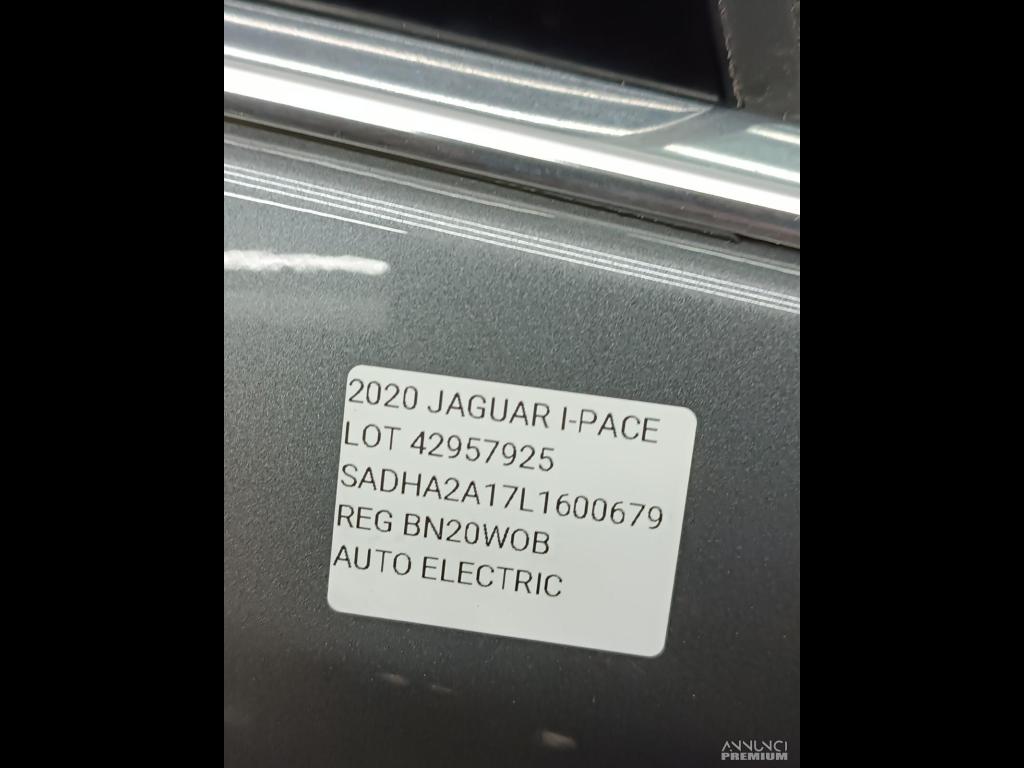 2020 JAGUAR I-PACE
LOT 42957925
SADHA2A17L1600679
REG BN20WOB
AUTO ELECTRIC
ANNUNCI
PREMIUM